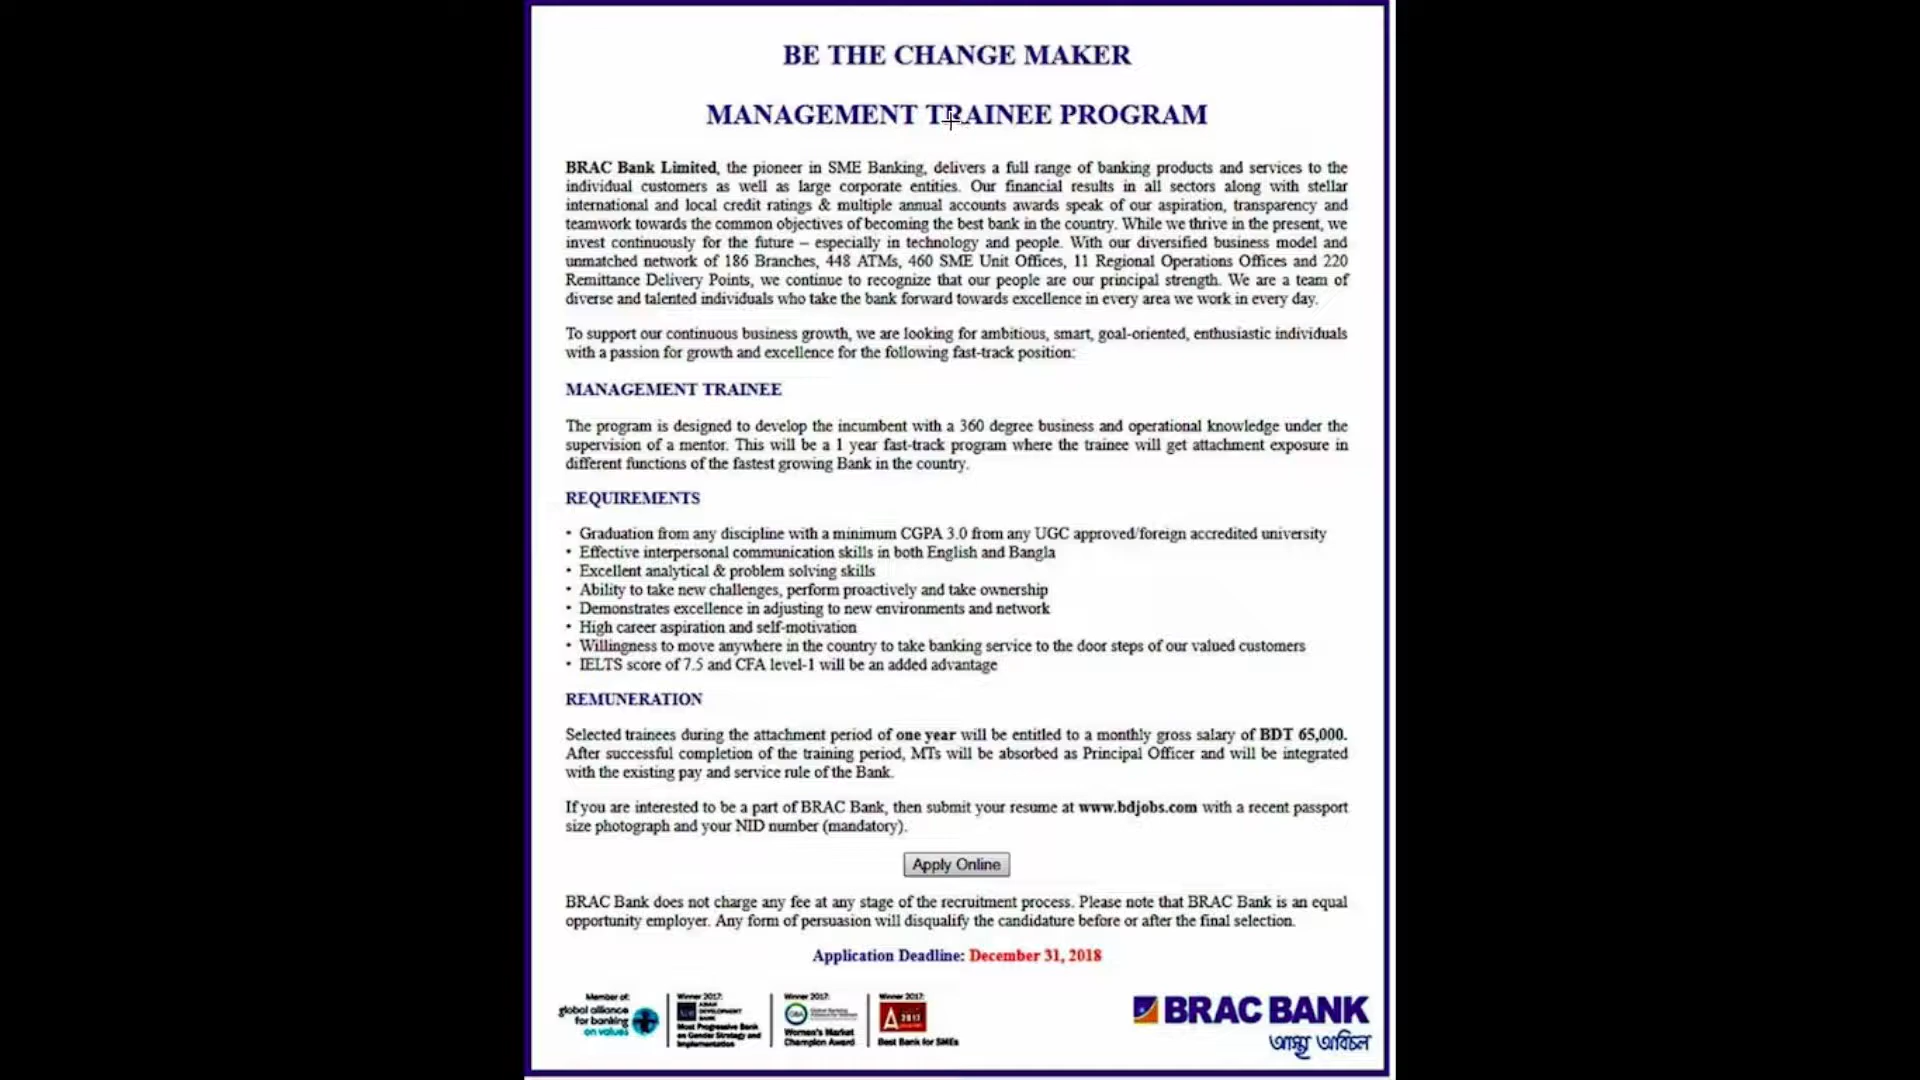 BE THE CHANGE MAKER
MANAGEMENT TRAINEE PROGRAM
BRAC Bank Limited, the pioneer in SME Banking, delivers a full range of banking products and services to the
individual customers as well as large corporate entities. Our financial results in all sectors along with stellar
international and local credit ratings & multiple annual accounts awards speak of our aspiration, transparency and
teamwork towards the common objectives of becoming the best bank in the country. While we thrive in the present, we
invest continuously for the future – especially in technology and people. With our diversified business model and
unmatched network of 186 Branches, 448 ATMs, 460 SME Unit Offices, 11 Regional Operations Offices and 220
Remittance Delivery Points, we continue to recognize that our people are our principal strength. We are a team of
diverse and talented individuals who take the bank forward towards excellence in every area we work in every day.
To support our continuous business growth, we are looking for ambitious, smart, goal-oriented, enthusiastic individuals
with a passion for growth and excellence for the following fast-track position:
MANAGEMENT TRAINEE
The program is designed to develop the incumbent with a 360 degree business and operational knowledge under the
supervision of a mentor. This will be a 1 year fast-track program where the trainee will get attachment exposure in
different functions of the fastest growing Bank in the country.
REQUIREMENTS
• Graduation from any discipline with a minimum CGPA 3.0 from any UGC approved/foreign accredited university
• Effective interpersonal communication skills in both English and Bangla
• Excellent analytical & problem solving skills
• Ability to take new challenges, perform proactively and take ownership
• Demonstrates excellence in adjusting to new environments and network
• High career aspiration and self-motivation
• Willingness to move anywhere in the country to take banking service to the door steps of our valued customers
• IELTS score of 7.5 and CFA level-1 will be an added advantage
REMUNERATION
Selected trainees during the attachment period of one year will be entitled to a monthly gross salary of BDT 65,000.
After successful completion of the training period, MTs will be absorbed as Principal Officer and will be integrated
with the existing pay and service rule of the Bank.
If you are interested to be a part of BRAC Bank, then submit your resume at www.bdjobs.com with a recent passport
size photograph and your NID number (mandatory).
Apply Online
BRAC Bank does not charge any fee at any stage of the recruitment process. Please note that BRAC Bank is an equal
opportunity employer. Any form of persuasion will disqualify the candidature before or after the final selection.
Application Deadline: December 31, 2018
Member of:
global alliance
for banking
on values
Winner 2017:
ASIAN
DEVELOPMENT
BANK
Most Progressive Bank
on Gender Strategy and
Implementation
Winner 2017:
Women's Market
Champion Award
Winner 2017:
2017
Best Bank for SMEs
BRAC BANK
আস্থা অবিচল